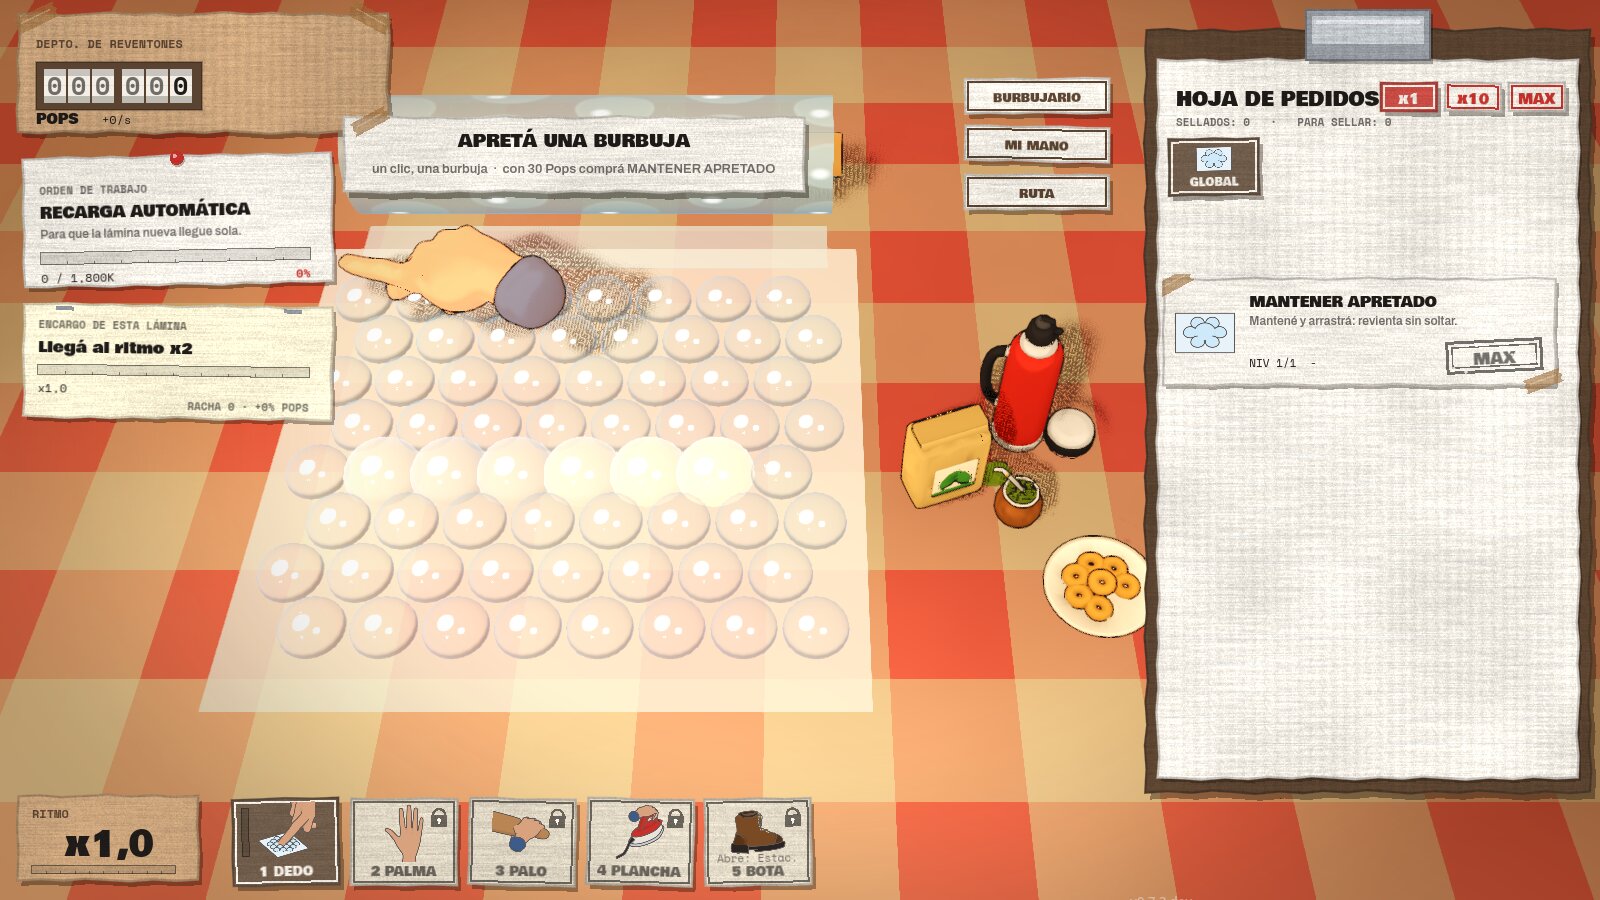 DEPTO. DE REVENTONES
000 000
POPS +0/s
ORDEN DE TRABAJO
RECARGA AUTOMÁTICA
Para que la lámina nueva llegue sola.
0 / 1.800K 0%
ENCARGO DE ESTA LÁMINA
Llegá al ritmo x2
x1.0
RACHA 0 · +0% POPS
APRETÁ UNA BURBUJA
un clic, una burbuja · con 30 Pops comprá MANTENER APRETADO
BURBUJARIO
MI MANO
RUTA
HOJA DE PEDIDOS x1 x10 MAX
SELLADOS: 0 · PARA SELLAR: 0
GLOBAL
MANTENER APRETADO
Mantené y arrastrá: revienta sin soltar.
NIV 1/1 -
MAX
RITMO
x1,0
1 DEDO
2 PALMA
3 PALO
4 PLANCHA
Abre: Estac.
5 BOTA